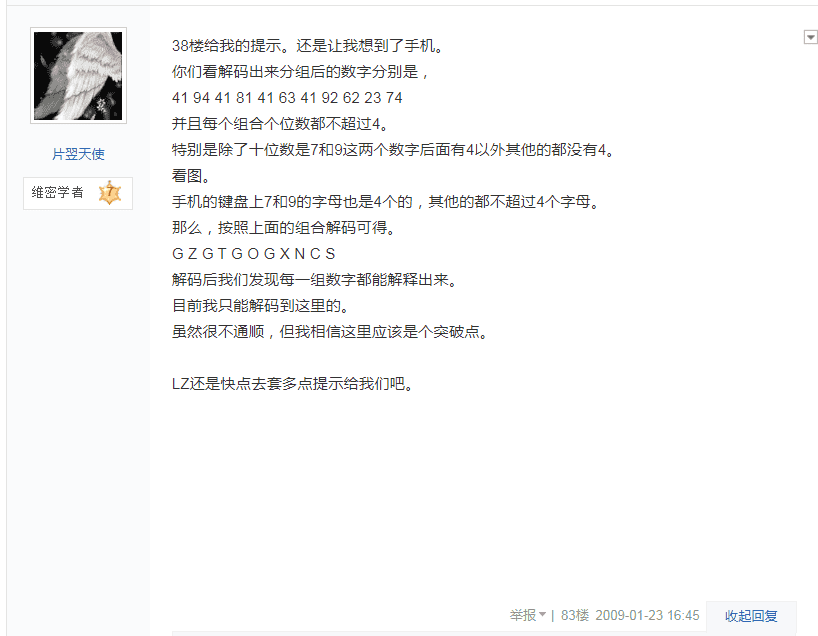 38楼给我的提示。还是让我想到了手机。
你们看解码出来分组后的数字分别是，
41 94 41 81 41 63 41 92 62 23 74
并且每个组合个位数都不超过4。
特别是除了十位数是7和9这两个数字后面有4以外其他的都没有4。
看图。
手机的键盘上7和9的字母也是4个的，其他的都不超过4个字母。
那么，按照上面的组合解码可得。
G Z G T G O G X N C S
解码后我们发现每一组数字都能解释出来。
目前我只能解码到这里的。
虽然很不通顺，但我相信这里应该是个突破点。
LZ还是快点去套多点提示给我们吧。
片翌天使
维密学者 7
举报 | 83楼 2009-01-23 16:45 收起回复